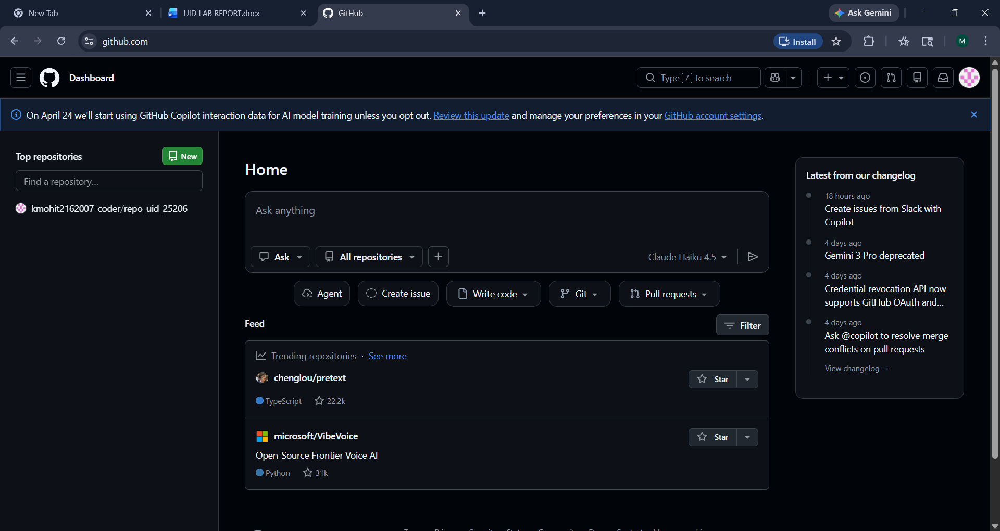 New Tab
UID LAB REPORT.docx
GitHub
Ask Gemini
github.com
Install
M
Dashboard
Type / to search
On April 24 we'll start using GitHub Copilot interaction data for AI model training unless you opt out. Review this update and manage your preferences in your GitHub account settings.
Top repositories
New
Find a repository...
kmohit2162007-coder/repo_uid_25206
Home
Ask anything
Ask
All repositories
Claude Haiku 4.5
Agent
Create issue
Write code
Git
Pull requests
Feed
Filter
Trending repositories · See more
chenglou/pretext
Star
TypeScript
22.2k
microsoft/VibeVoice
Star
Open-Source Frontier Voice AI
Python
31k
Latest from our changelog
18 hours ago
Create issues from Slack with
Copilot
4 days ago
Gemini 3 Pro deprecated
4 days ago
Credential revocation API now
supports GitHub OAuth and...
4 days ago
Ask @copilot to resolve merge
conflicts on pull requests
View changelog →